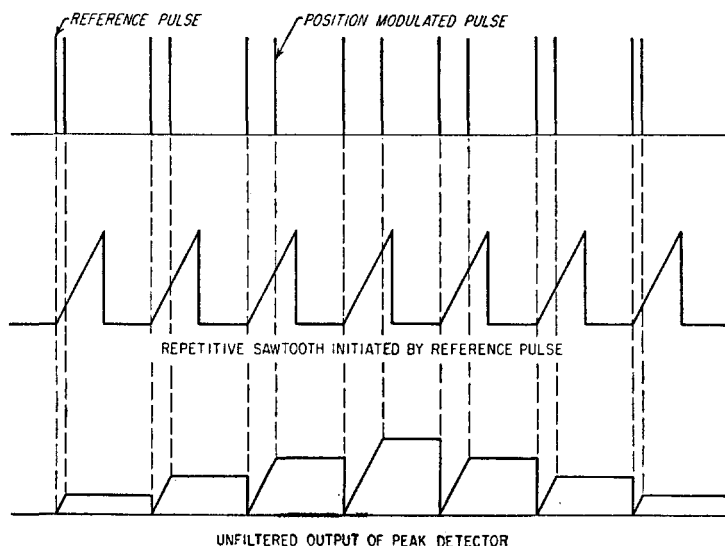 REFERENCE PULSE
POSITION MODULATED PULSE
REPETITIVE SAWTOOTH INITIATED BY REFERENCE PULSE
UNFILTERED OUTPUT OF PEAK DETECTOR